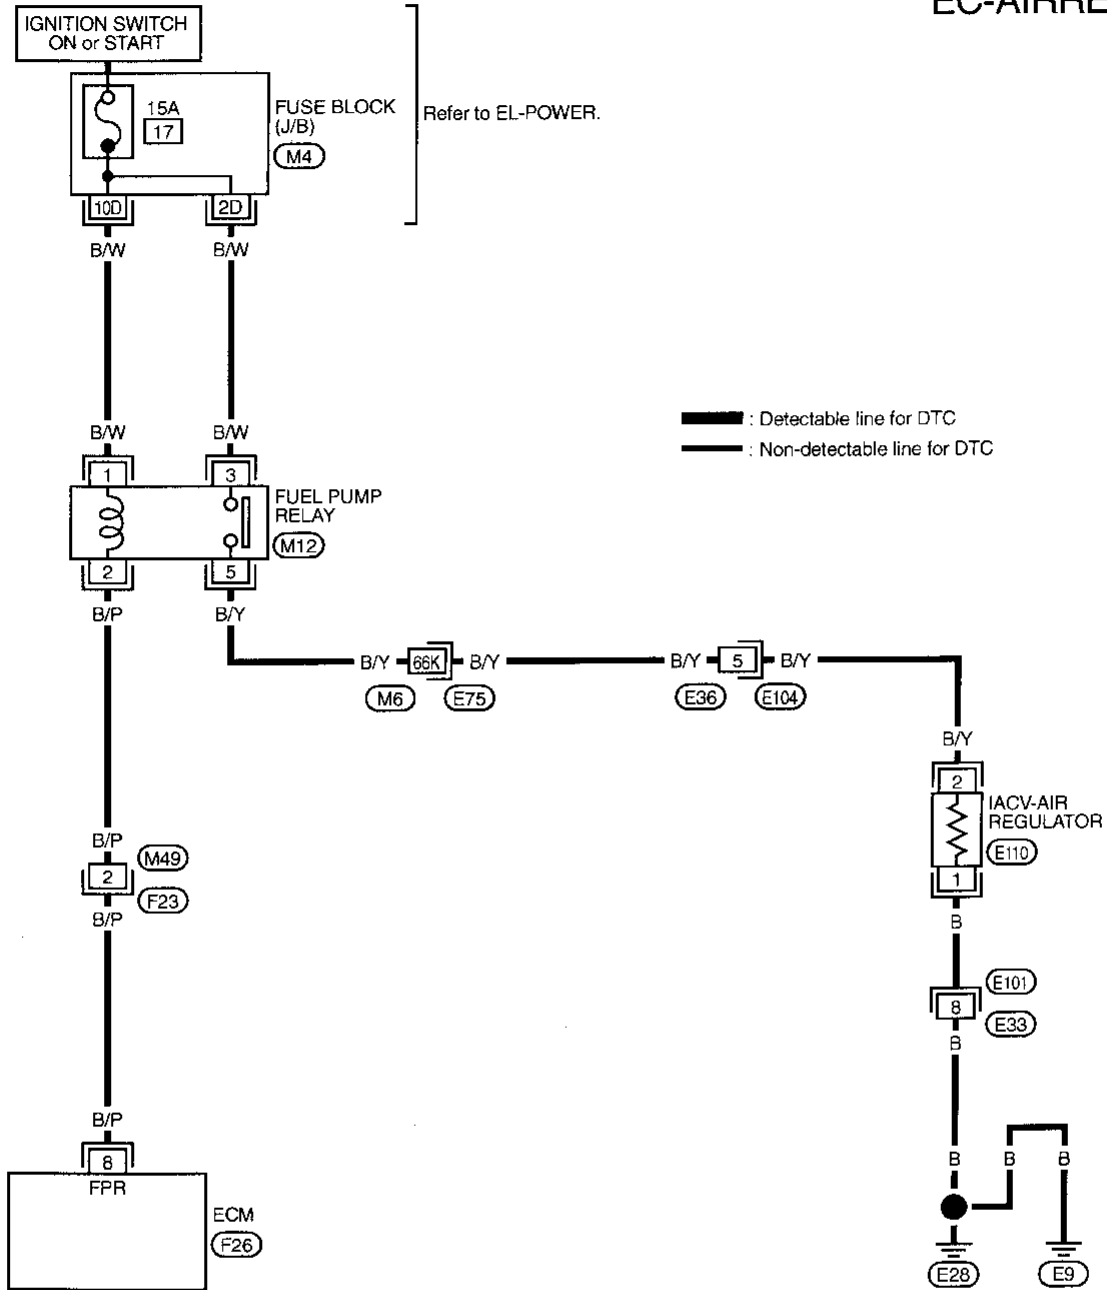 EC-AIRRE
IGNITION SWITCH
ON or START
15A
17
FUSE BLOCK
(J/B)
M4
Refer to EL-POWER.
10D
2D
B/W
B/W
: Detectable line for DTC
: Non-detectable line for DTC
B/W
B/W
1
3
FUEL PUMP
RELAY
M12
2
5
B/P
B/Y
B/Y
66K
B/Y
B/Y
5
B/Y
M6
E75
E36
E104
B/Y
2
IACV-AIR
REGULATOR
E110
1
B
B/P
M49
2
F23
B/P
E101
8
E33
B
B/P
8
FPR
ECM
F26
B
B
B
E28
E9